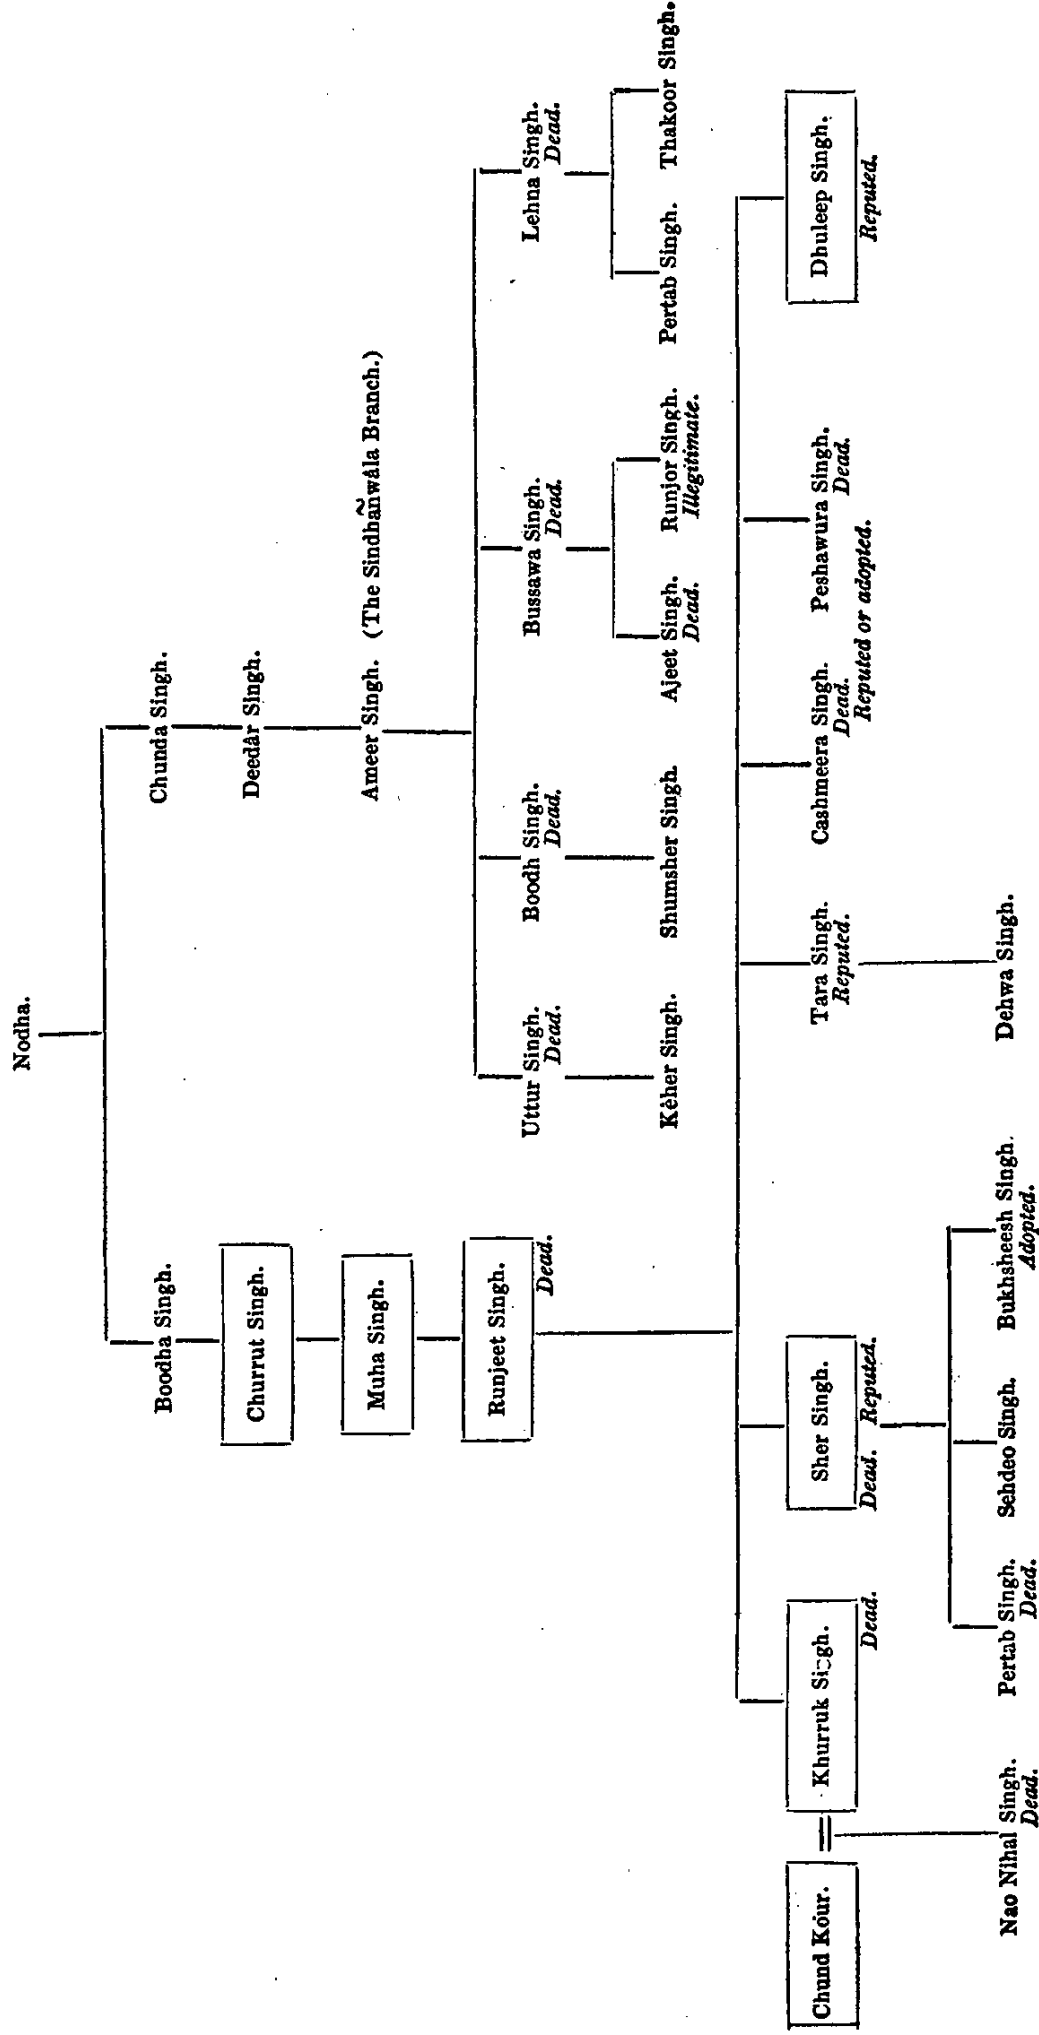 Nodha.
Boodha Singh. Chunda Singh.
Churrut Singh. Deedâr Singh.
Muha Singh. Ameer Singh. (The Sindhañwâla Branch.)
Runjeet Singh. Uttur Singh. Boodh Singh. Bussawa Singh. Lehna Singh.
Dead. Dead. Dead. Dead. Dead.
Kèher Singh. Shumsher Singh. Ajeet Singh. Runjor Singh. Pertab Singh. Thakoor Singh.
Dead. Illegitimate.
Chund Kóur. = Khurruk Singh. Sher Singh. Tara Singh. Cashmeera Singh. Peshawura Singh. Dhuleep Singh.
Dead. Dead. Reputed. Reputed. Dead. Dead. Reputed.
Reputed or adopted.
Nao Nihal Singh. Pertab Singh. Sehdeo Singh. Bukhsheesh Singh. Dehwa Singh.
Dead. Dead. Adopted.